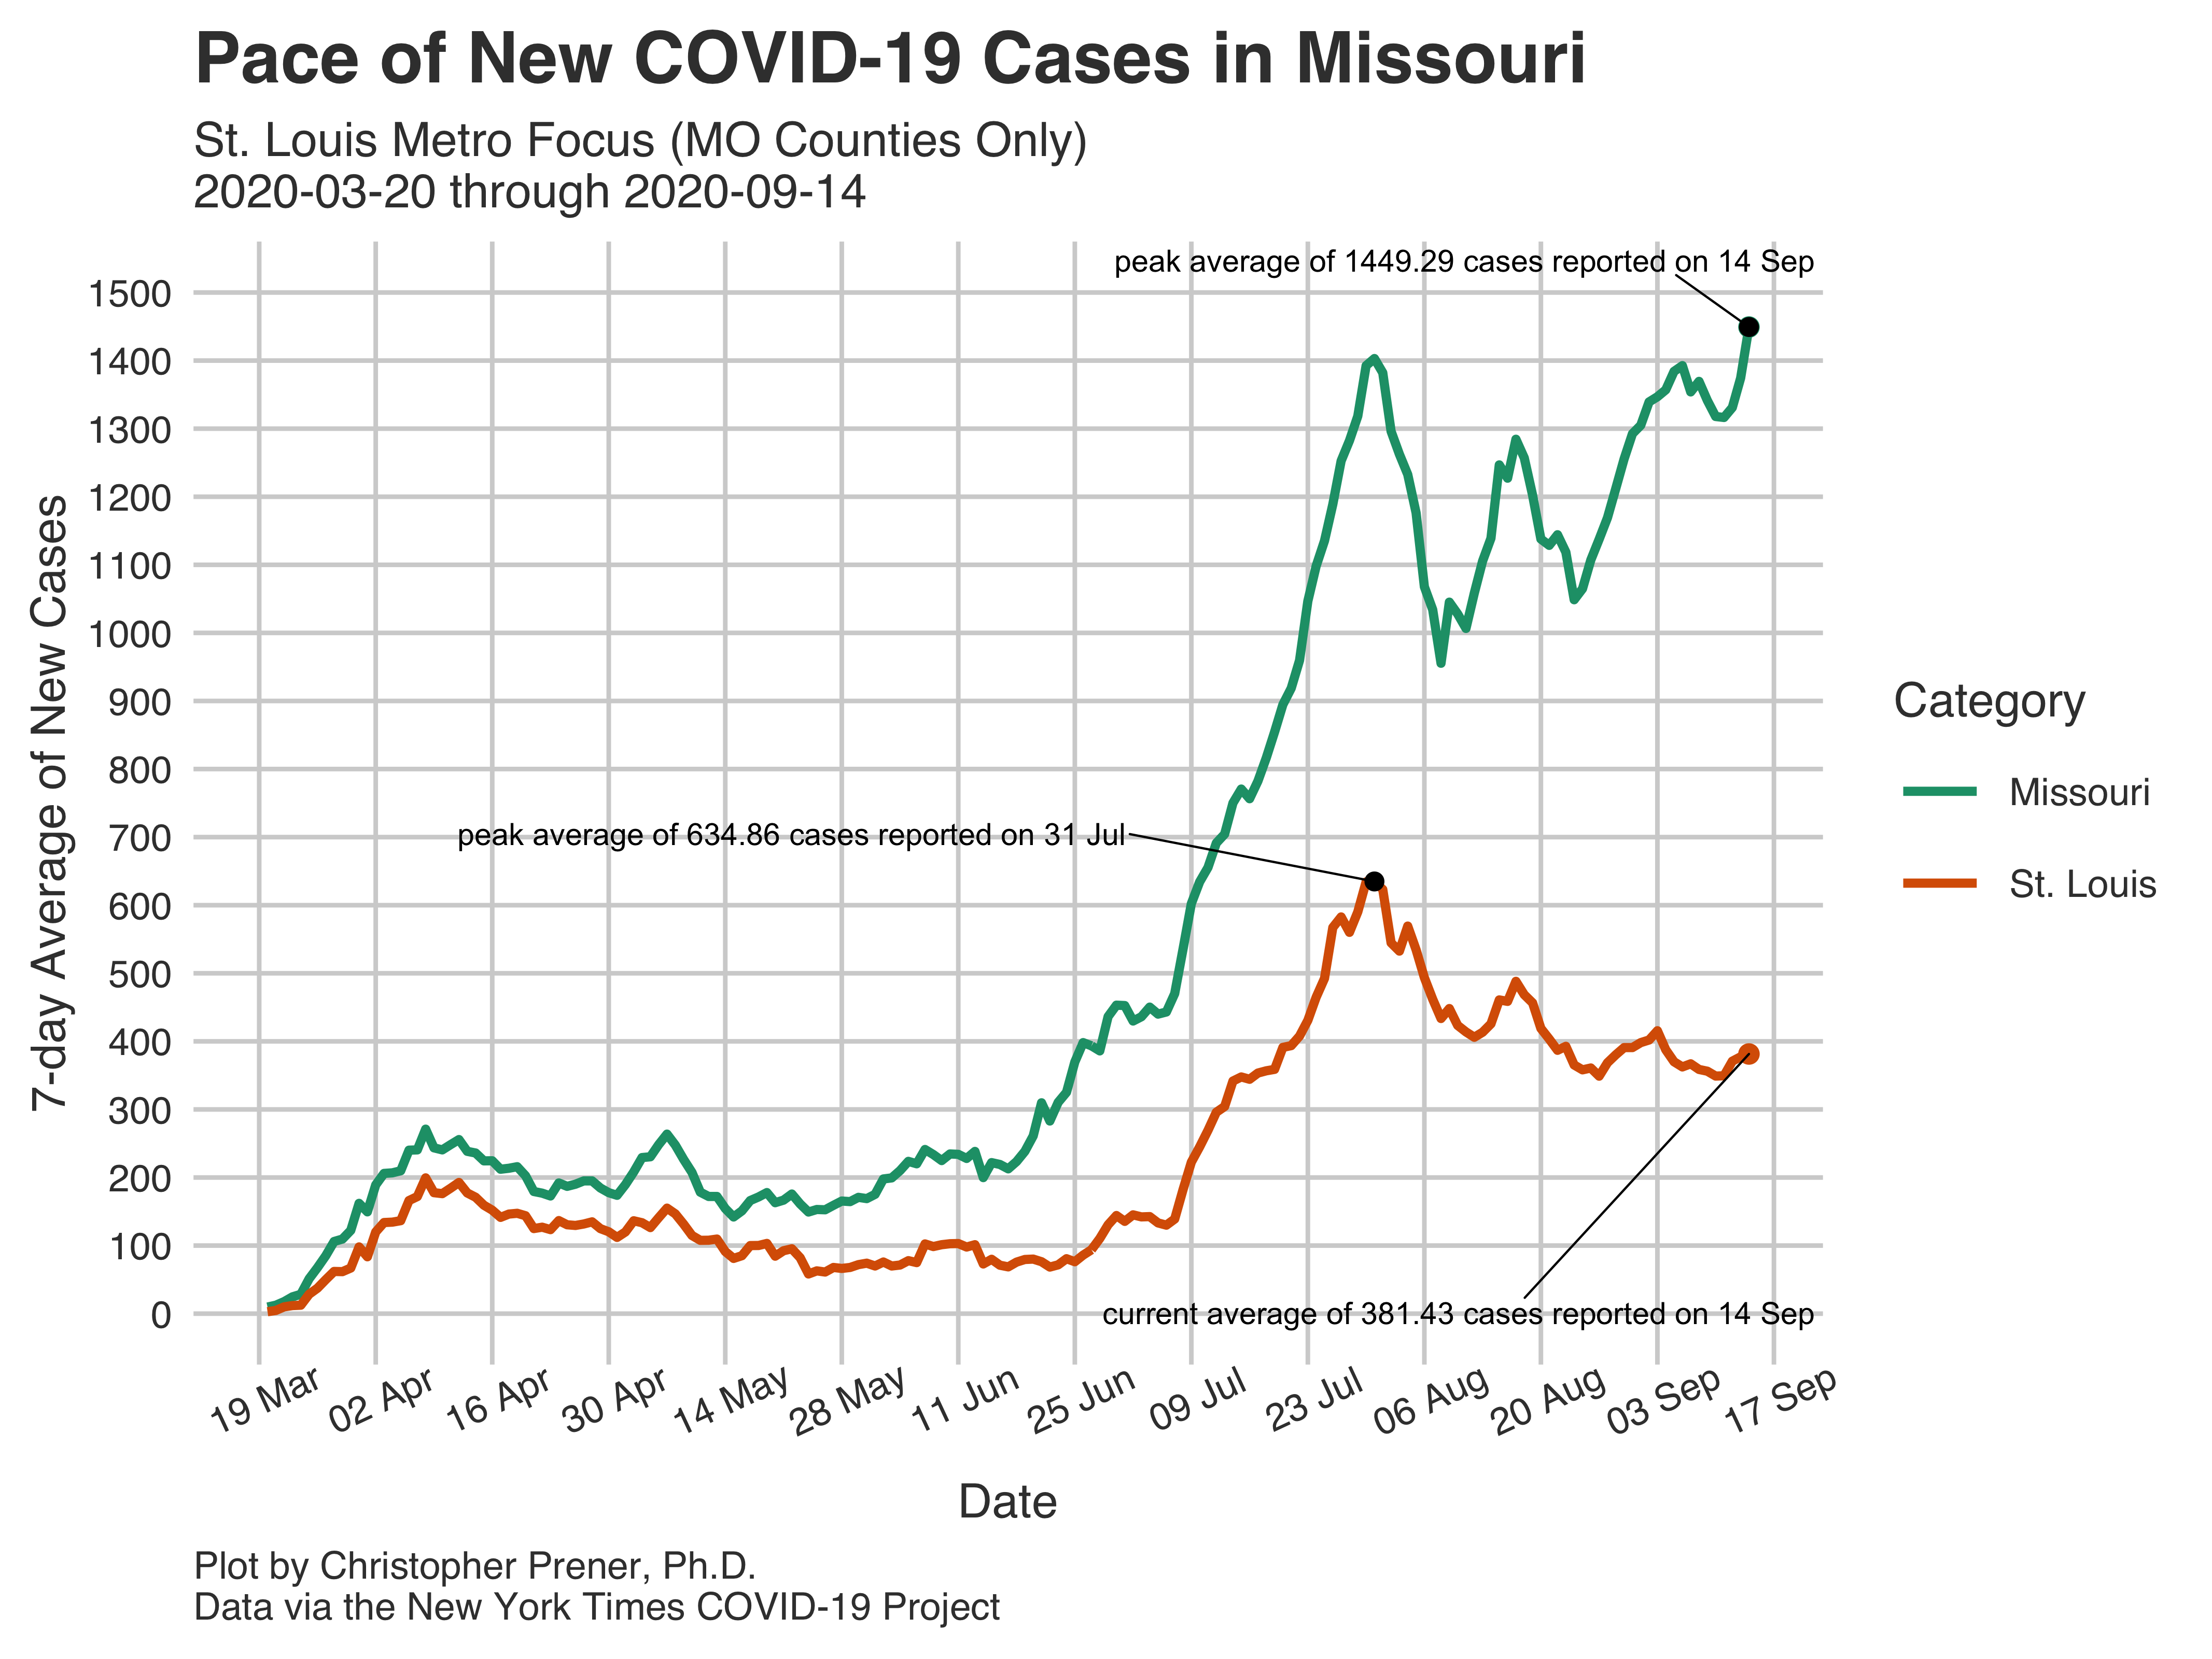 Pace of New COVID-19 Cases in Missouri
St. Louis Metro Focus (MO Counties Only)
2020-03-20 through 2020-09-14
peak average of 1449.29 cases reported on 14 Sep
1500
1400
1300
1200
1100
1000
900
800
700
600
500
400
300
200
100
0
7-day Average of New Cases
peak average of 634.86 cases reported on 31 Jul
current average of 381.43 cases reported on 14 Sep
Category
Missouri
St. Louis
19 Mar
02 Apr
16 Apr
30 Apr
14 May
28 May
11 Jun
25 Jun
09 Jul
23 Jul
06 Aug
20 Aug
03 Sep
17 Sep
Date
Plot by Christopher Prener, Ph.D.
Data via the New York Times COVID-19 Project